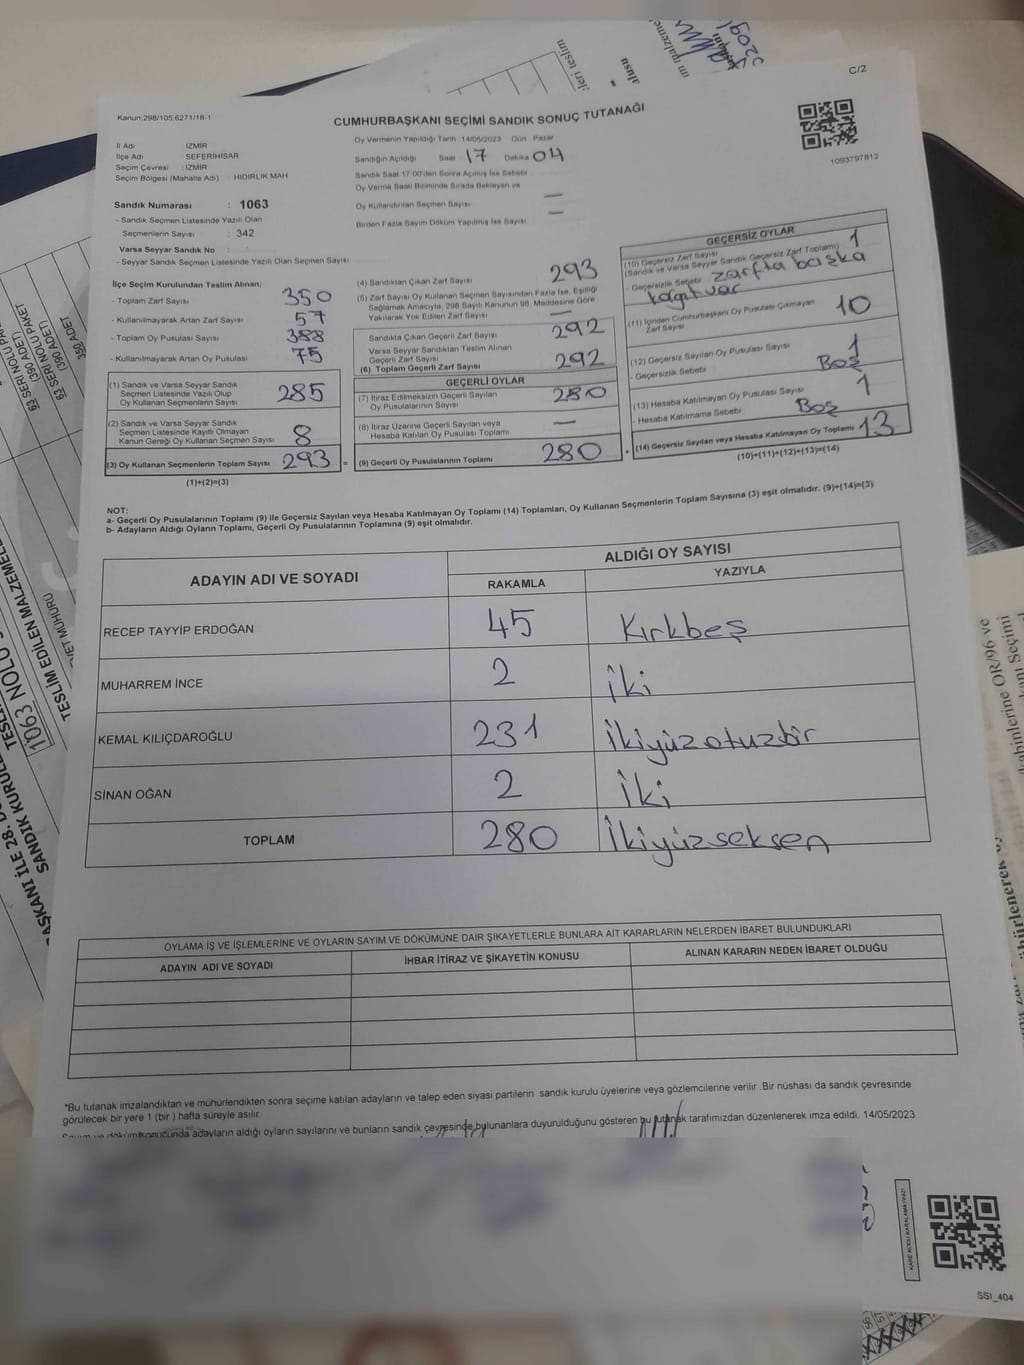 C/2
Kanun:298/105;6271/18-1
CUMHURBAŞKANI SEÇİMİ SANDIK SONUÇ TUTANAĞI
1093797812
İl Adı : İZMİR
İlçe Adı : SEFERİHİSAR
Seçim Çevresi : İZMİR
Seçim Bölgesi (Mahalle Adı) : HIDIRLIK MAH
Sandık Numarası : 1063
- Sandık Seçmen Listesinde Yazılı Olan
Seçmenlerin Sayısı : 342
Varsa Seyyar Sandık No :
- Seyyar Sandık Seçmen Listesinde Yazılı Olan Seçmen Sayısı
Oy Vermenin Yapıldığı Tarih :14/05/2023 Gün : Pazar
Sandığın Açıldığı Saat : 17 Dakika : 04
Sandık Saat 17:00'den Sonra Açılmış İse Sebebi
Oy Verme Saati Bitiminde Sırada Bekleyen ve
Oy Kullandırılan Seçmen Sayısı —
Birden Fazla Sayım Döküm Yapılmış İse Sayısı —
İlçe Seçim Kurulundan Teslim Alınan;
- Toplam Zarf Sayısı 350
- Kullanılmayarak Artan Zarf Sayısı 57
- Toplam Oy Pusulası Sayısı 388
- Kullanılmayarak Artan Oy Pusulası 75
(1) Sandık ve Varsa Seyyar Sandık
Seçmen Listesinde Yazılı Olup
Oy Kullanan Seçmenlerin Sayısı 285
(2) Sandık ve Varsa Seyyar Sandık
Seçmen Listesinde Kayıtlı Olmayan
Kanun Gereği Oy Kullanan Seçmen Sayısı 8
(3) Oy Kullanan Seçmenlerin Toplam Sayısı 293 =
(1)+(2)=(3)
(4) Sandıktan Çıkan Zarf Sayısı 293
(5) Zarf Sayısı Oy Kullanan Seçmen Sayısından Fazla İse, Eşitliği
Sağlamak Amacıyla, 298 Sayılı Kanunun 98. Maddesine Göre
Yakılarak Yok Edilen Zarf Sayısı —
Sandıkta Çıkan Geçerli Zarf Sayısı 292
Varsa Seyyar Sandıktan Teslim Alınan
Geçerli Zarf Sayısı
(6) Toplam Geçerli Zarf Sayısı 292
GEÇERLİ OYLAR
(7) İtiraz Edilmeksizin Geçerli Sayılan
Oy Pusulalarının Sayısı 280
(8) İtiraz Üzerine Geçerli Sayılan veya
Hesaba Katılan Oy Pusulası Toplamı —
(9) Geçerli Oy Pusulalarının Toplamı 280 +
GEÇERSİZ OYLAR
(10) Geçersiz Zarf Sayısı 1
(Sandık ve Varsa Seyyar Sandık Geçersiz Zarf Toplamı)
- Geçersizlik Sebebi zarfta başka
kağıt var
(11) İçinden Cumhurbaşkanı Oy Pusulası Çıkmayan
Zarf Sayısı 10
(12) Geçersiz Sayılan Oy Pusulası Sayısı 1
- Geçersizlik Sebebi Boş
(13) Hesaba Katılmayan Oy Pusulası Sayısı 1
- Hesaba Katılmama Sebebi Boş
(14) Geçersiz Sayılan veya Hesaba Katılmayan Oy Toplamı 13
(10)+(11)+(12)+(13)=(14)
NOT:
a- Geçerli Oy Pusulalarının Toplamı (9) ile Geçersiz Sayılan veya Hesaba Katılmayan Oy Toplamı (14) Toplamları, Oy Kullanan Seçmenlerin Toplam Sayısına (3) eşit olmalıdır. (9)+(14)=(3)
b- Adayların Aldığı Oyların Toplamı, Geçerli Oy Pusulalarının Toplamına (9) eşit olmalıdır.
ADAYIN ADI VE SOYADI
ALDIĞI OY SAYISI
RAKAMLA YAZIYLA
RECEP TAYYİP ERDOĞAN 45 Kırkbeş
MUHARREM İNCE 2 İki
KEMAL KILIÇDAROĞLU 231 İkiyüzotuzbir
SİNAN OĞAN 2 İki
TOPLAM 280 İkiyüzseksen
OYLAMA İŞ VE İŞLEMLERİNE VE OYLARIN SAYIM VE DÖKÜMÜNE DAİR ŞİKAYETLERLE BUNLARA AİT KARARLARIN NELERDEN İBARET BULUNDUKLARI
ADAYIN ADI VE SOYADI İHBAR İTİRAZ VE ŞİKAYETİN KONUSU ALINAN KARARIN NEDEN İBARET OLDUĞU
*Bu tutanak imzalandıktan ve mühürlendikten sonra seçime katılan adayların ve talep eden siyasi partilerin sandık kurulu üyelerine veya gözlemcilerine verilir .Bir nüshası da sandık çevresinde
görülecek bir yere 1 (bir ) hafta süreyle asılır.
Sayım ve döküm sonucunda adayların aldığı oyların sayılarını ve bunların sandık çevresinde bulunanlara duyurulduğunu gösteren bu tutanak tarafımızdan düzenlenerek imza edildi. 14/05/2023
KARE KODU KARALAMAYINIZ!
SSI_404
1063 NOLU
TESLİM EDİLEN MALZEME